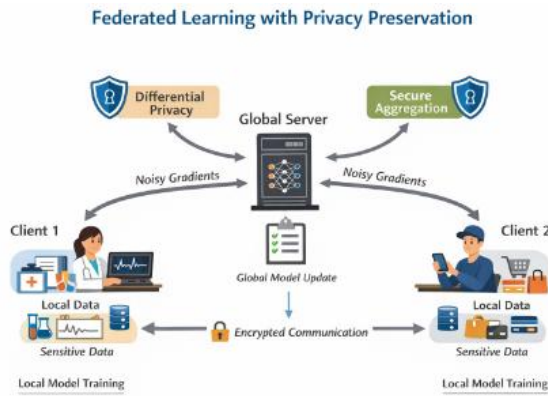 Federated Learning with Privacy Preservation
Differential
Privacy
Secure
Aggregation
Global Server
Noisy Gradients
Noisy Gradients
Client 1
Client 2
Global Model Update
Local Data
Local Data
Encrypted Communication
Sensitive Data
Sensitive Data
Local Model Training
Local Model Training